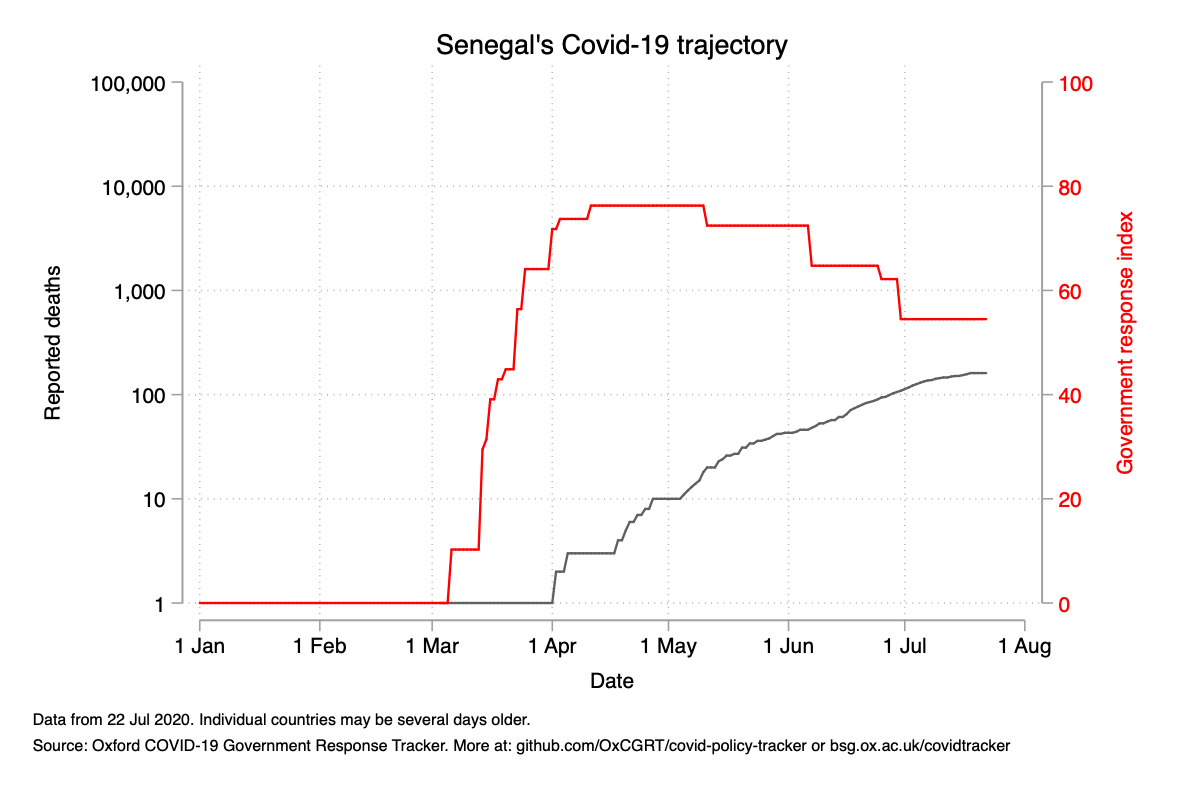 Senegal's Covid-19 trajectory
100,000
10,000
1,000
100
10
1
Reported deaths
100
80
60
40
20
0
Government response index
1 Jan 1 Feb 1 Mar 1 Apr 1 May 1 Jun 1 Jul 1 Aug
Date
Data from 22 Jul 2020. Individual countries may be several days older.
Source: Oxford COVID-19 Government Response Tracker. More at: github.com/OxCGRT/covid-policy-tracker or bsg.ox.ac.uk/covidtracker